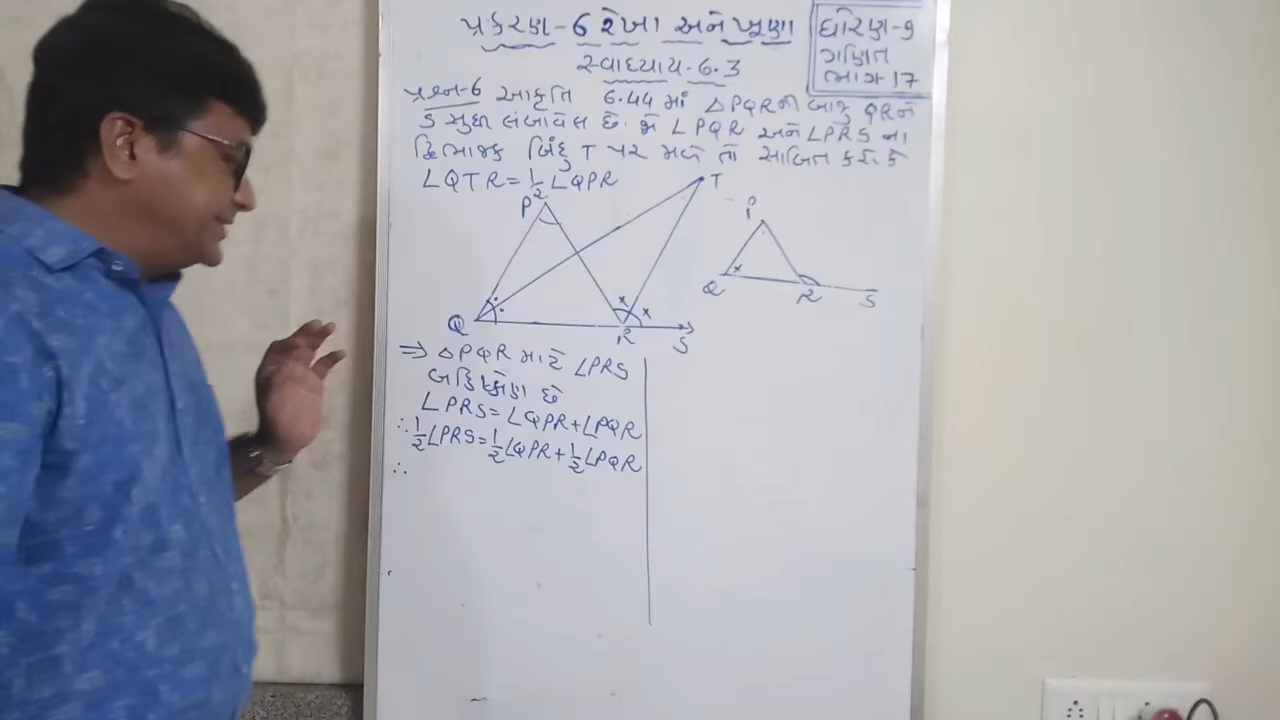 પ્રકરણ-6 રેખા અને ખૂણા
સ્વાધ્યાય-6.3
ધોરણ-9
ગણિત
ભાગ-17
પ્રશ્ન-6 આકૃતિ 6.44 માં △PQRની બાજુ QRને
S સુધી લંબાવેલ છે. જો ∠PQR અને ∠PRS ના
દ્વિભાજક બિંદુ T પર મળે તો સાબિત કરો કે
∠QTR=1/2∠QPR
P
T
Q
R
S
x
x
P
Q
R
S
x
⇒ △PQR માટે ∠PRS
બહિષ્કોણ છે
∠PRS=∠QPR+∠PQR
∴ 1/2∠PRS=1/2∠QPR+1/2∠PQR
∴